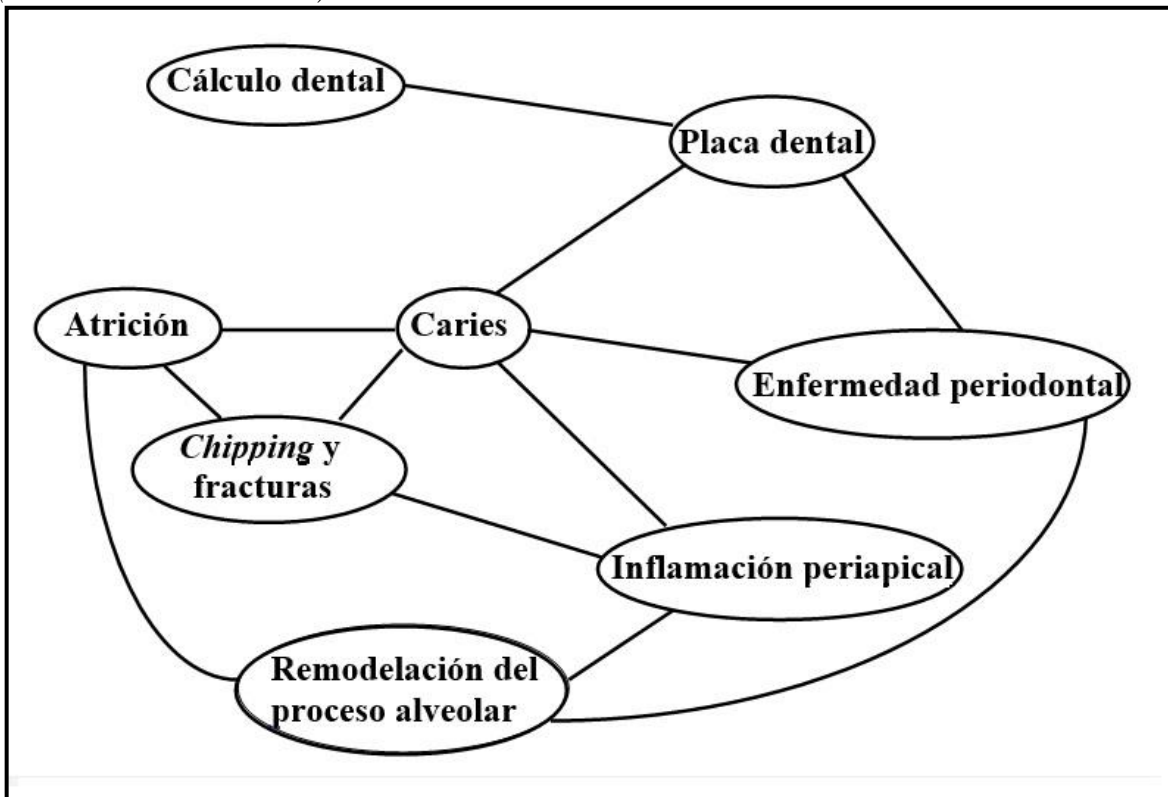 Cálculo dental
Placa dental
Atrición
Caries
Enfermedad periodontal
Chipping y
fracturas
Inflamación periapical
Remodelación del
proceso alveolar